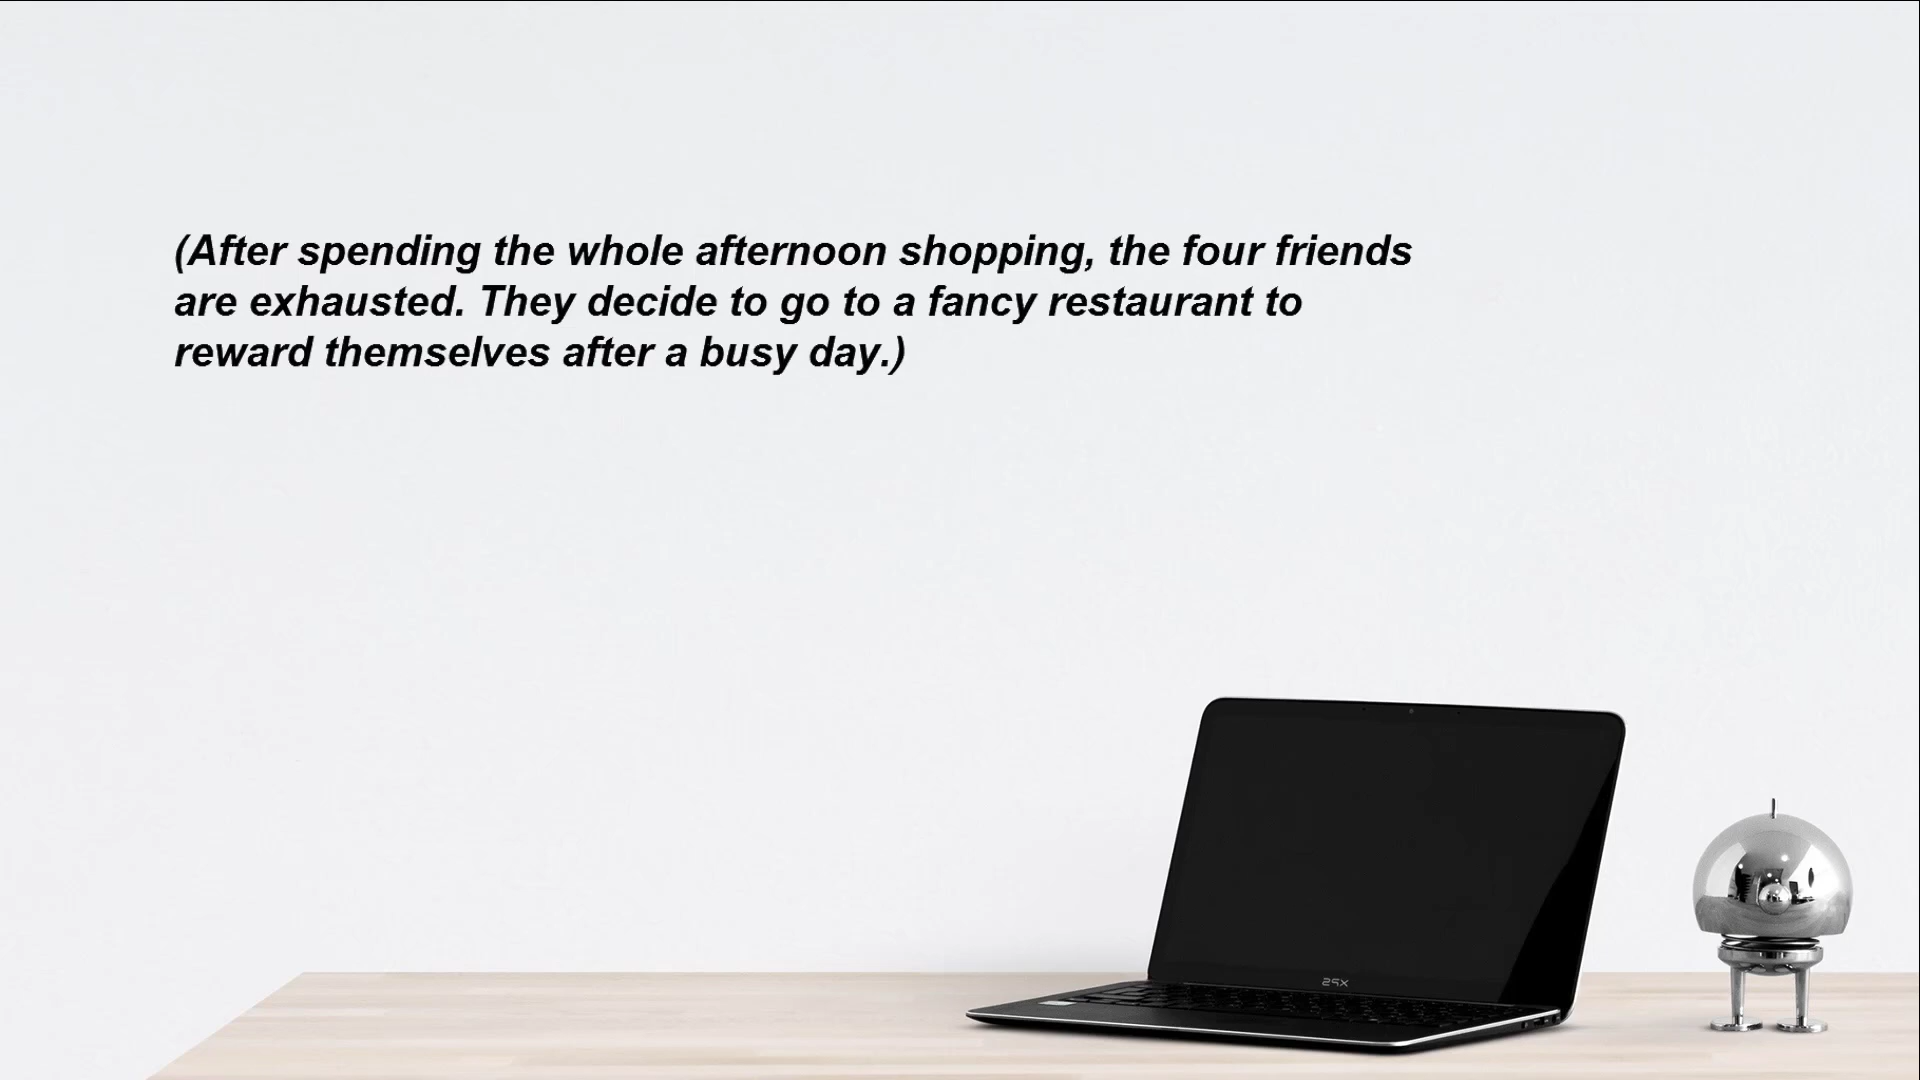 (After spending the whole afternoon shopping, the four friends
are exhausted. They decide to go to a fancy restaurant to
reward themselves after a busy day.)
XPS